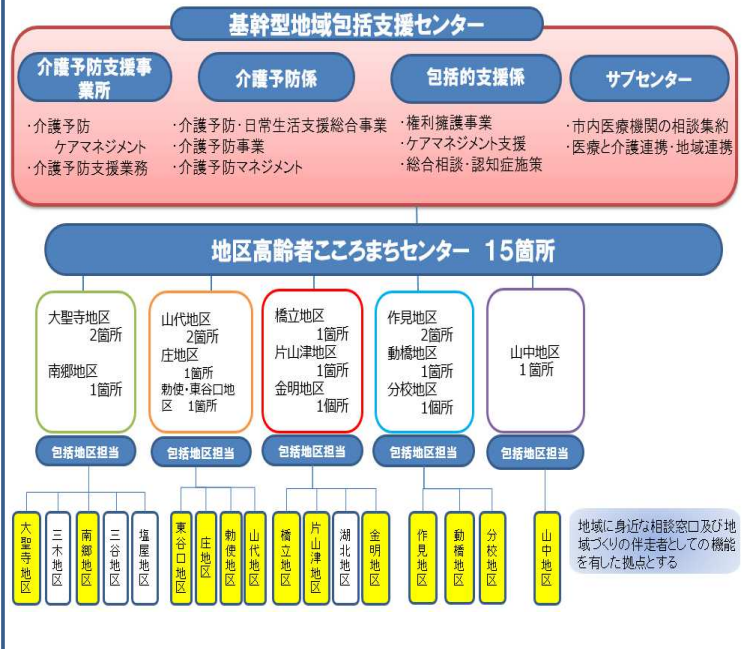 基幹型地域包括支援センター
介護予防支援事
業所
・介護予防
ケアマネジメント
・介護予防支援業務
介護予防係
・介護予防・日常生活支援総合事業
・介護予防事業
・介護予防マネジメント
包括的支援係
・権利擁護事業
・ケアマネジメント支援
・総合相談・認知症施策
サブセンター
・市内医療機関の相談集約
・医療と介護連携・地域連携
地区高齢者こころまちセンター 15箇所
大聖寺地区
2箇所
南郷地区
1箇所
山代地区
2箇所
庄地区
1箇所
勅使・東谷口地
区 1箇所
橋立地区
1箇所
片山津地区
1箇所
金明地区
1個所
作見地区
2箇所
動橋地区
1箇所
分校地区
1個所
山中地区
1箇所
包括地区担当
包括地区担当
包括地区担当
包括地区担当
包括地区担当
大聖寺地区
三木地区
南郷地区
三谷地区
塩屋地区
東谷口地区
庄地区
勅使地区
山代地区
橋立地区
片山津地区
湖北地区
金明地区
作見地区
動橋地区
分校地区
山中地区
地域に身近な相談窓口及び地
域づくりの伴走者としての機能
を有した拠点とする